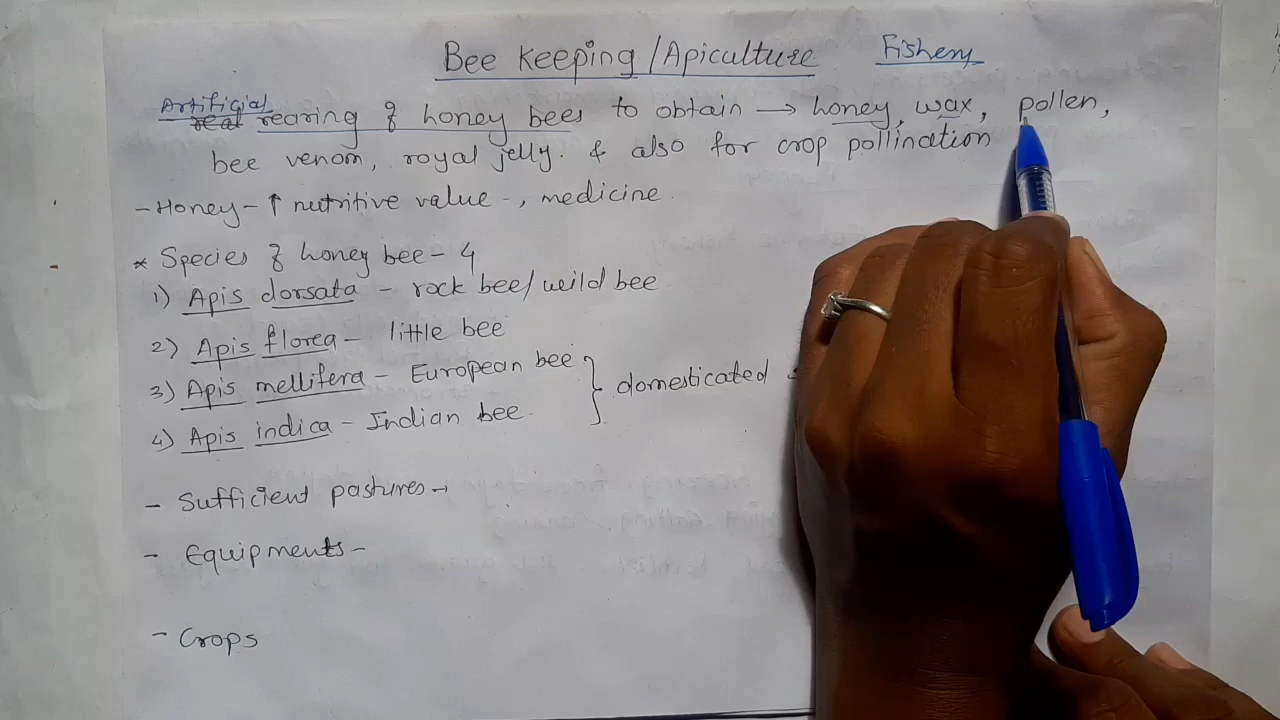 Bee Keeping/Apiculture Fishery
Artificial
real rearing of honey bees to obtain → honey, wax, pollen,
bee venom, royal jelly. & also for crop pollination
- Honey - ↑ nutritive value -, medicine.
* Species of honey bee - 4
1) Apis dorsata - rock bee/wild bee
2) Apis florea - little bee
3) Apis mellifera - European bee } domesticated
4) Apis indica - Indian bee.
- Sufficient pastures -
- Equipments -
- Crops